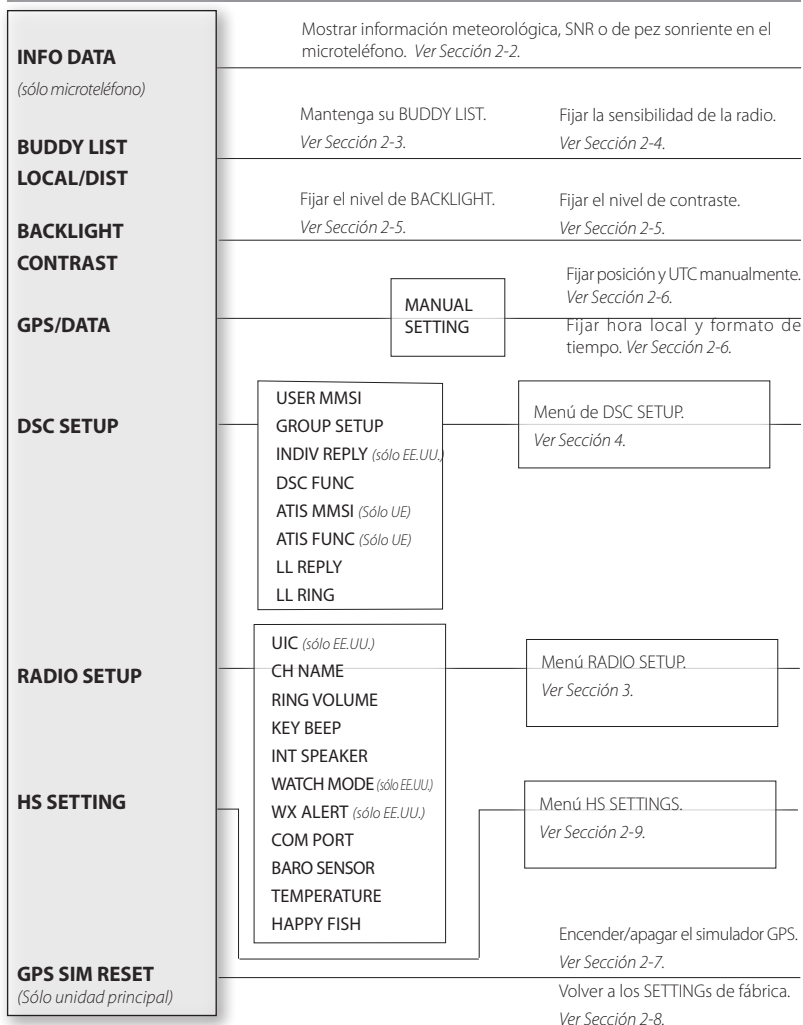 INFO DATA
(sólo microteléfono)
Mostrar información meteorológica, SNR o de pez sonriente en el
microteléfono. Ver Sección 2-2.
BUDDY LIST
LOCAL/DIST
Mantenga su BUDDY LIST.
Ver Sección 2-3.
Fijar la sensibilidad de la radio.
Ver Sección 2-4.
BACKLIGHT
CONTRAST
Fijar el nivel de BACKLIGHT.
Ver Sección 2-5.
Fijar el nivel de contraste.
Ver Sección 2-5.
GPS/DATA
MANUAL
SETTING
Fijar posición y UTC manualmente.
Ver Sección 2-6.
Fijar hora local y formato de
tiempo. Ver Sección 2-6.
DSC SETUP
USER MMSI
GROUP SETUP
INDIV REPLY (sólo EE.UU.)
DSC FUNC
ATIS MMSI (Sólo UE)
ATIS FUNC (Sólo UE)
LL REPLY
LL RING
Menú de DSC SETUP.
Ver Sección 4.
RADIO SETUP
UIC (sólo EE.UU.)
CH NAME
RING VOLUME
KEY BEEP
INT SPEAKER
WATCH MODE (sólo EE.UU.)
WX ALERT (sólo EE.UU.)
COM PORT
BARO SENSOR
TEMPERATURE
HAPPY FISH
Menú RADIO SETUP.
Ver Sección 3.
HS SETTING
Menú HS SETTINGS.
Ver Sección 2-9.
GPS SIM RESET
(Sólo unidad principal)
Encender/apagar el simulador GPS.
Ver Sección 2-7.
Volver a los SETTINGs de fábrica.
Ver Sección 2-8.